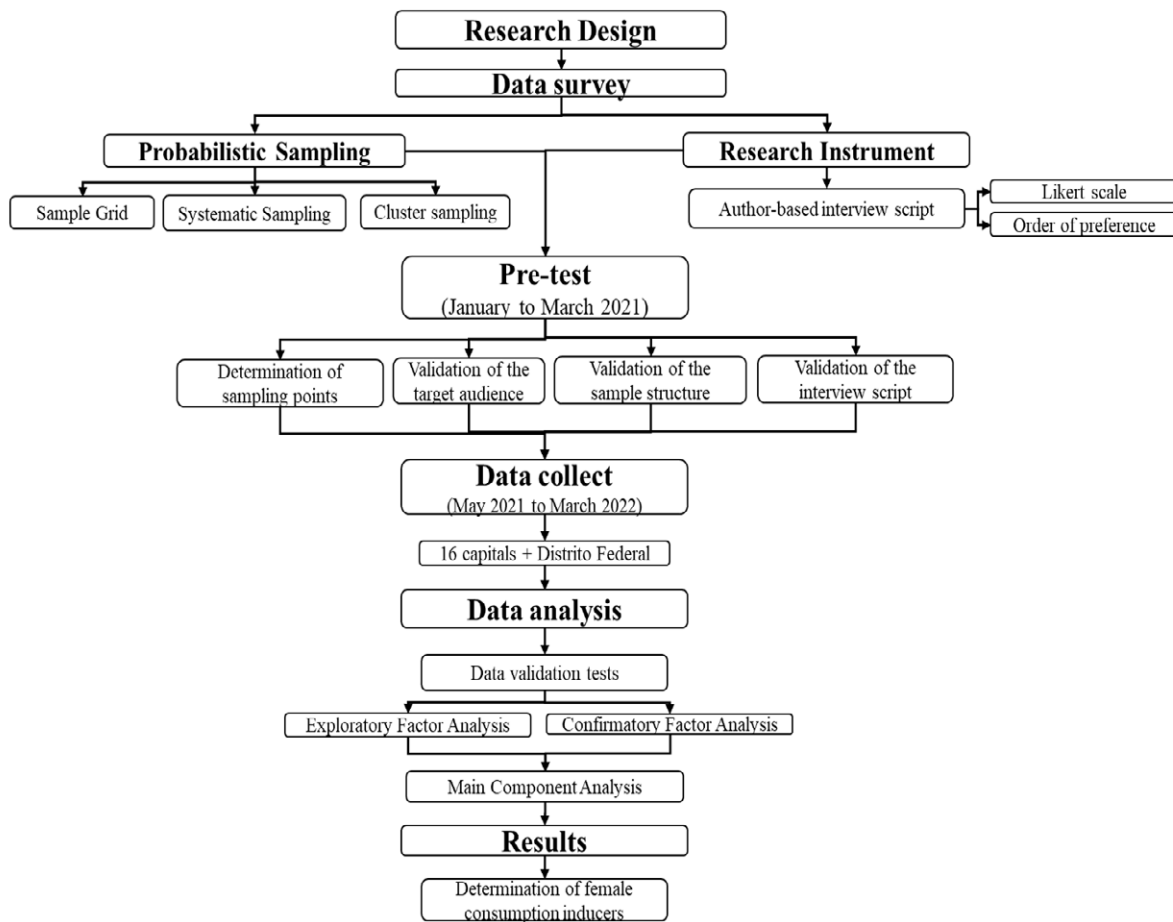 Research Design
Data survey
Probabilistic Sampling
Research Instrument
Sample Grid
Systematic Sampling
Cluster sampling
Author-based interview script
Likert scale
Order of preference
Pre-test
(January to March 2021)
Determination of
sampling points
Validation of the
target audience
Validation of the
sample structure
Validation of the
interview script
Data collect
(May 2021 to March 2022)
16 capitals + Distrito Federal
Data analysis
Data validation tests
Exploratory Factor Analysis
Confirmatory Factor Analysis
Main Component Analysis
Results
Determination of female
consumption inducers